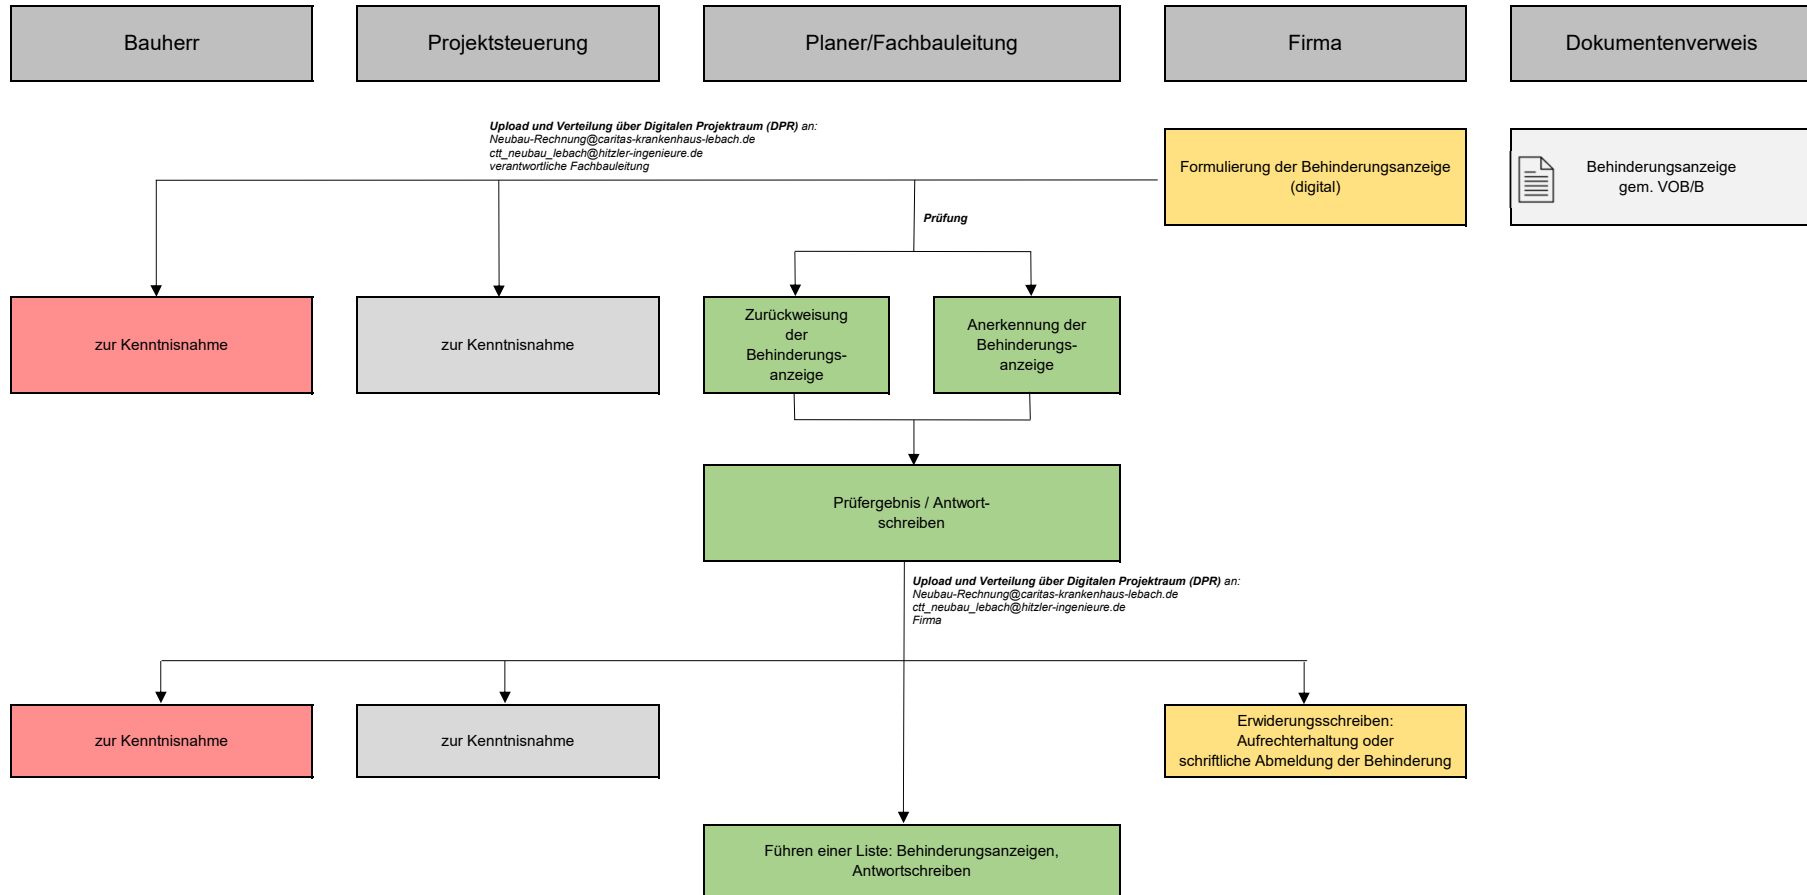 Bauherr
Projektsteuerung
Planer/Fachbauleitung
Firma
Dokumentenverweis
Upload und Verteilung über Digitalen Projektraum (DPR) an:
Neubau-Rechnung@caritas-krankenhaus-lebach.de
ctt_neubau_lebach@hitzler-ingenieure.de
verantwortliche Fachbauleitung
Formulierung der Behinderungsanzeige
(digital)
Behinderungsanzeige
gem. VOB/B
Prüfung
zur Kenntnisnahme
zur Kenntnisnahme
Zurückweisung
der
Behinderungs-
anzeige
Anerkennung der
Behinderungs-
anzeige
Prüfergebnis / Antwort-
schreiben
Upload und Verteilung über Digitalen Projektraum (DPR) an:
Neubau-Rechnung@caritas-krankenhaus-lebach.de
ctt_neubau_lebach@hitzler-ingenieure.de
Firma
zur Kenntnisnahme
zur Kenntnisnahme
Erwiderungsschreiben:
Aufrechterhaltung oder
schriftliche Abmeldung der Behinderung
Führen einer Liste: Behinderungsanzeigen,
Antwortschreiben